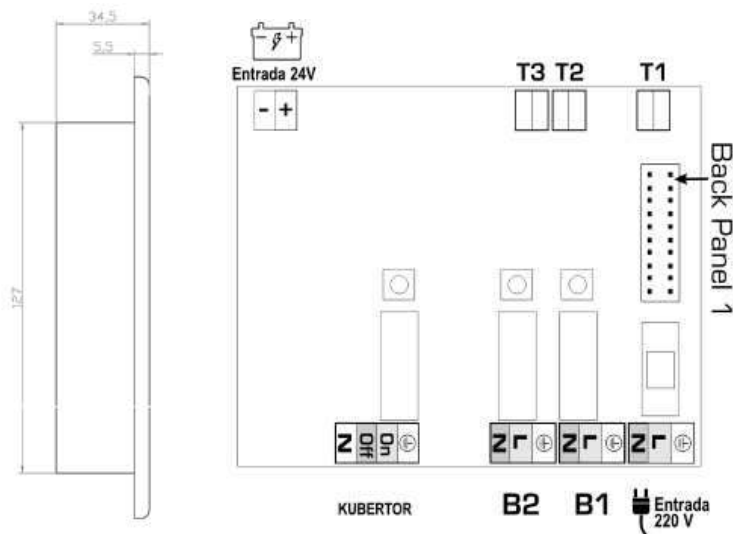 34,5
5,5
127
Entrada 24V
- +
T3 T2 T1
Back Panel 1
N Off On
N L
N L
N L
KUBERTOR
B2
B1
Entrada
220 V